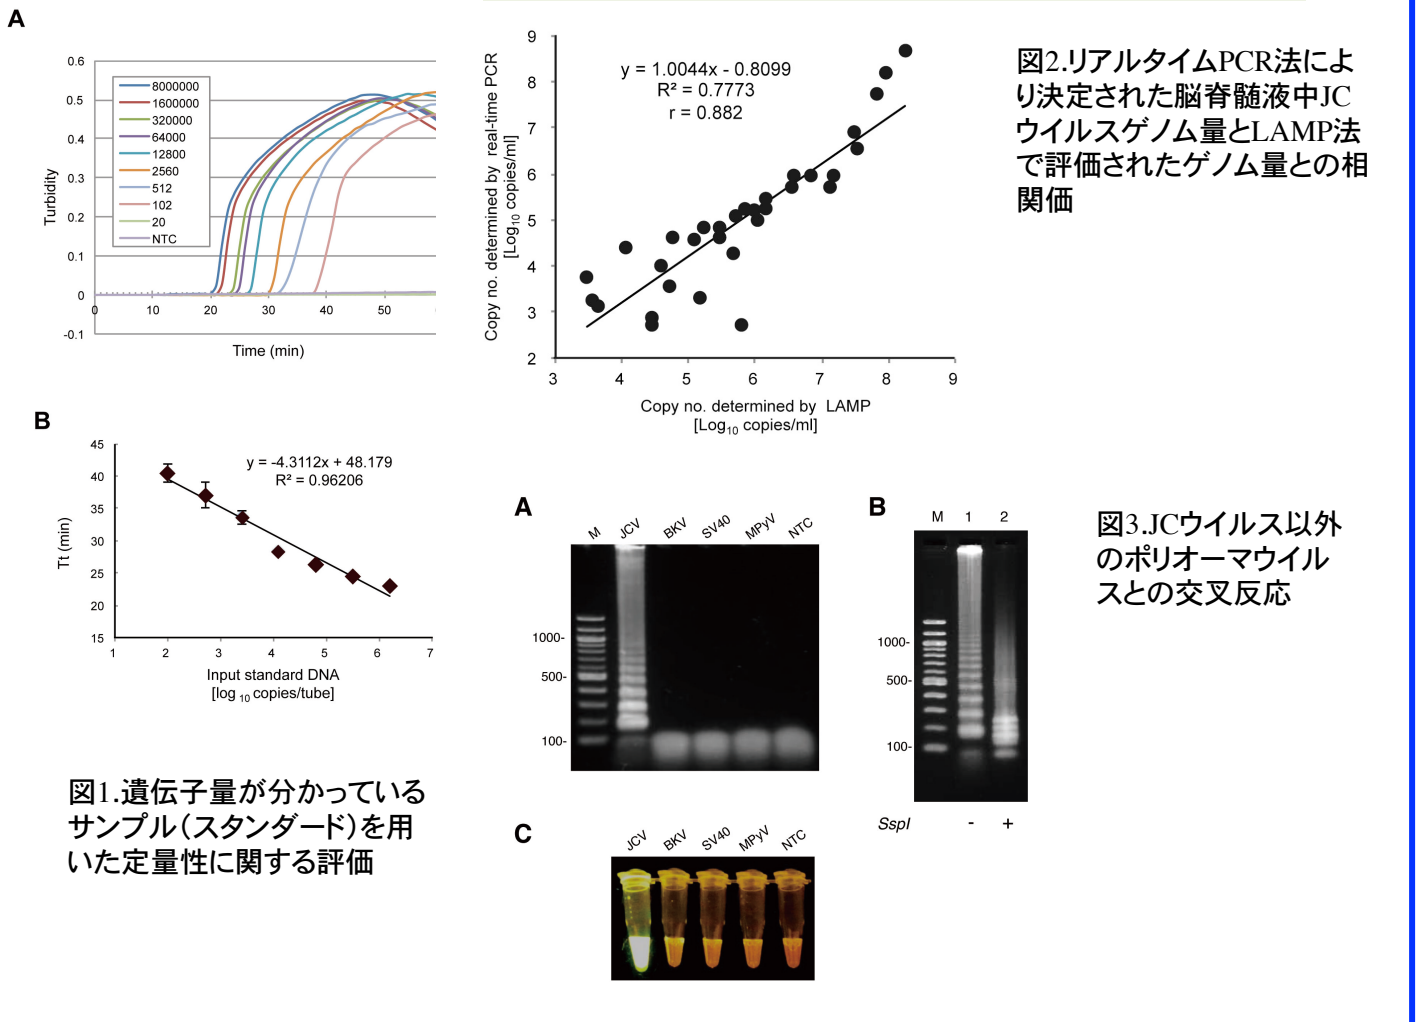 A
0.6
0.5
0.4
0.3
0.2
0.1
0
-0.1
Turbidity
8000000
1600000
320000
64000
12800
2560
512
102
20
NTC
0 10 20 30 40 50
Time (min)
B
45
40
35
30
25
20
15
Tt (min)
y = -4.3112x + 48.179
R² = 0.96206
1 2 3 4 5 6 7
Input standard DNA
[log 10 copies/tube]
図1.遺伝子量が分かっている
サンプル(スタンダード)を用
いた定量性に関する評価
9
8
7
6
5
4
3
2
Copy no. determined by real-time PCR
[Log10 copies/ml]
y = 1.0044x - 0.8099
R² = 0.7773
r = 0.882
3 4 5 6 7 8 9
Copy no. determined by LAMP
[Log10 copies/ml]
図2.リアルタイムPCR法によ
り決定された脳脊髄液中JC
ウイルスゲノム量とLAMP法
で評価されたゲノム量との相
関価
A
M JCV BKV SV40 MPyV NTC
1000-
500-
100-
B
M 1 2
1000-
500-
100-
SspI - +
C
JCV BKV SV40 MPyV NTC
図3.JCウイルス以外
のポリオーマウイル
スとの交叉反応